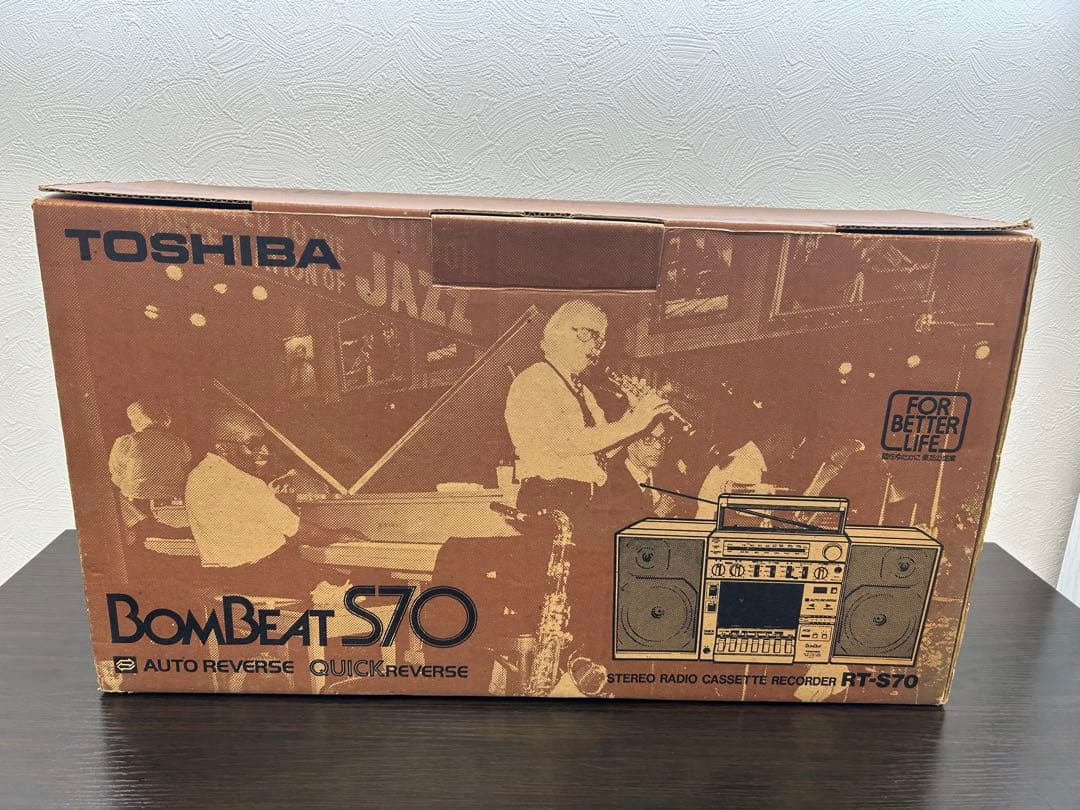 TOSHIBA
JAZZ
FOR
BETTER
LIFE
BOMBEAT S70
AUTO REVERSE QUICK REVERSE
STEREO RADIO CASSETTE RECORDER RT-S70